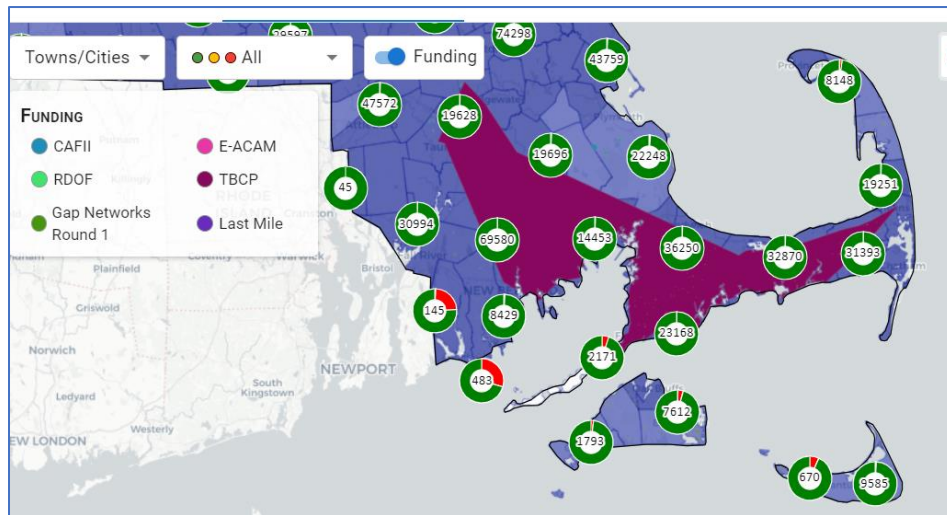 29597
74298
43759
Towns/Cities
All
Funding
8148
47572
19628
FUNDING
CAFII
E-ACAM
RDOF
TBCP
Gap Networks
Round 1
Last Mile
19696
22248
45
19251
30994
69580
14453
36250
32870
31393
Plainfield
Coventry
Warwick
Bristol
145
8429
Griswold
23168
2171
Norwich
NEWPORT
483
South
Kingstown
Ledyard
7612
Westerly
1793
EW LONDON
670
9585